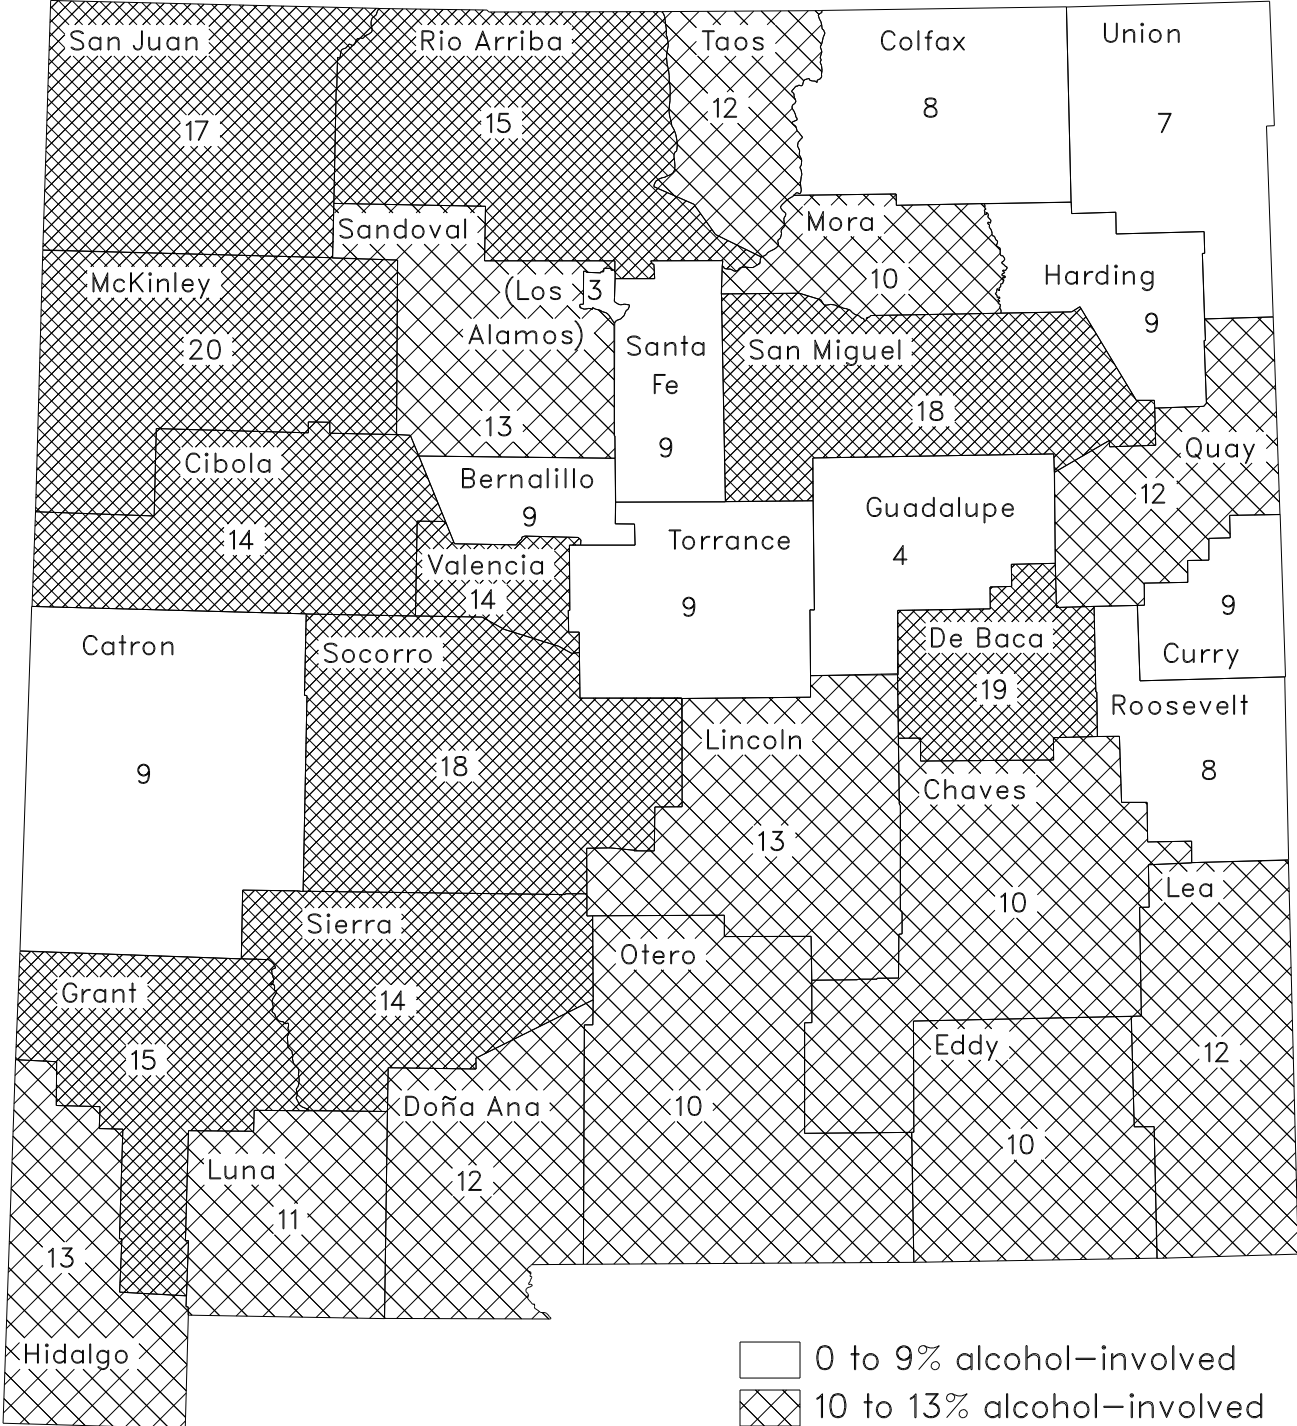 San Juan
17
Rio Arriba
15
Taos
12
Colfax
8
Union
7
McKinley
20
Sandoval
13
(Los
Alamos)
3
Santa
Fe
9
Mora
10
Harding
9
San Miguel
18
Quay
12
Cibola
14
Bernalillo
9
Valencia
14
Torrance
9
Guadalupe
4
De Baca
19
9
Curry
Roosevelt
8
Catron
9
Socorro
18
Lincoln
13
Chaves
10
Lea
12
Sierra
14
Otero
10
Grant
15
Eddy
10
Doña Ana
12
Luna
11
13
Hidalgo
0 to 9% alcohol-involved
10 to 13% alcohol-involved